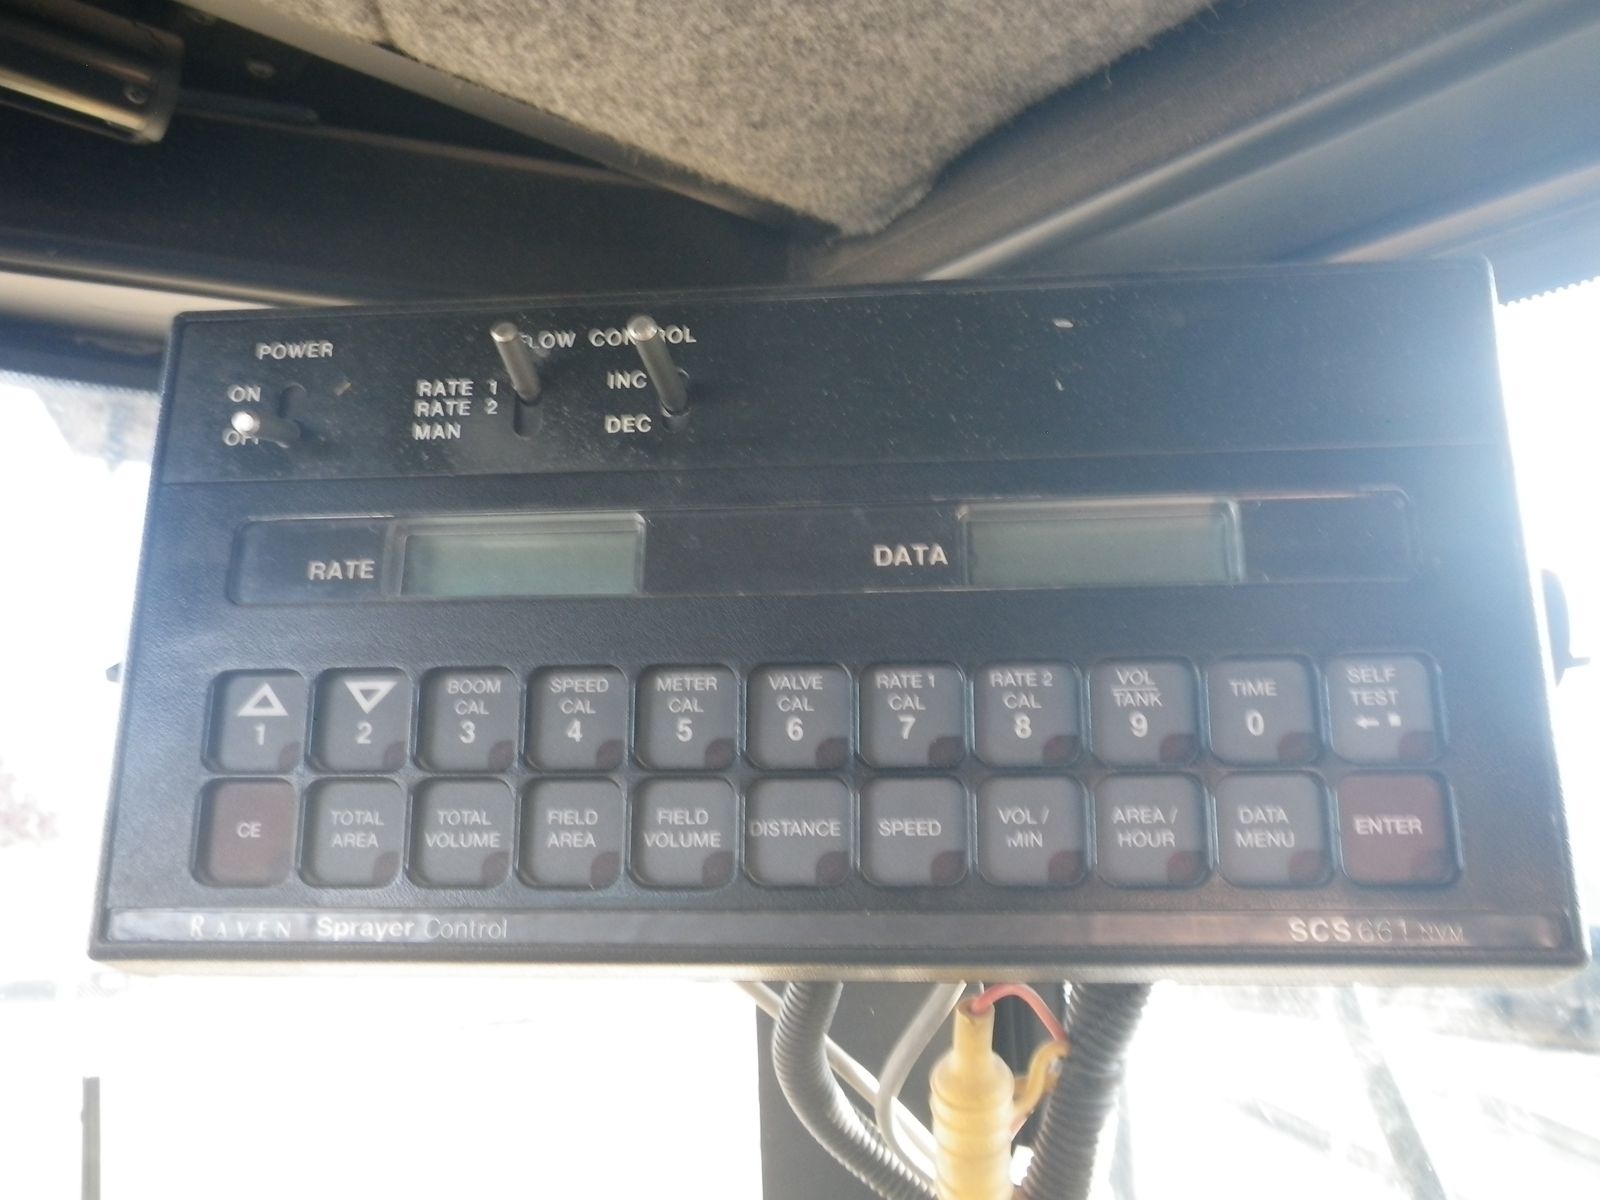 POWER
ON
OFF
FLOW CONTROL
RATE 1
RATE 2
MAN
INC
DEC
RATE
DATA
1
2
BOOM
CAL
3
SPEED
CAL
4
METER
CAL
5
VALVE
CAL
6
RATE 1
CAL
7
RATE 2
CAL
8
VOL
TANK
9
TIME
0
SELF
TEST
CE
TOTAL
AREA
TOTAL
VOLUME
FIELD
AREA
FIELD
VOLUME
DISTANCE
SPEED
VOL /
MIN
AREA /
HOUR
DATA
MENU
ENTER
RAVEN Sprayer Control
SCS 661 NVM